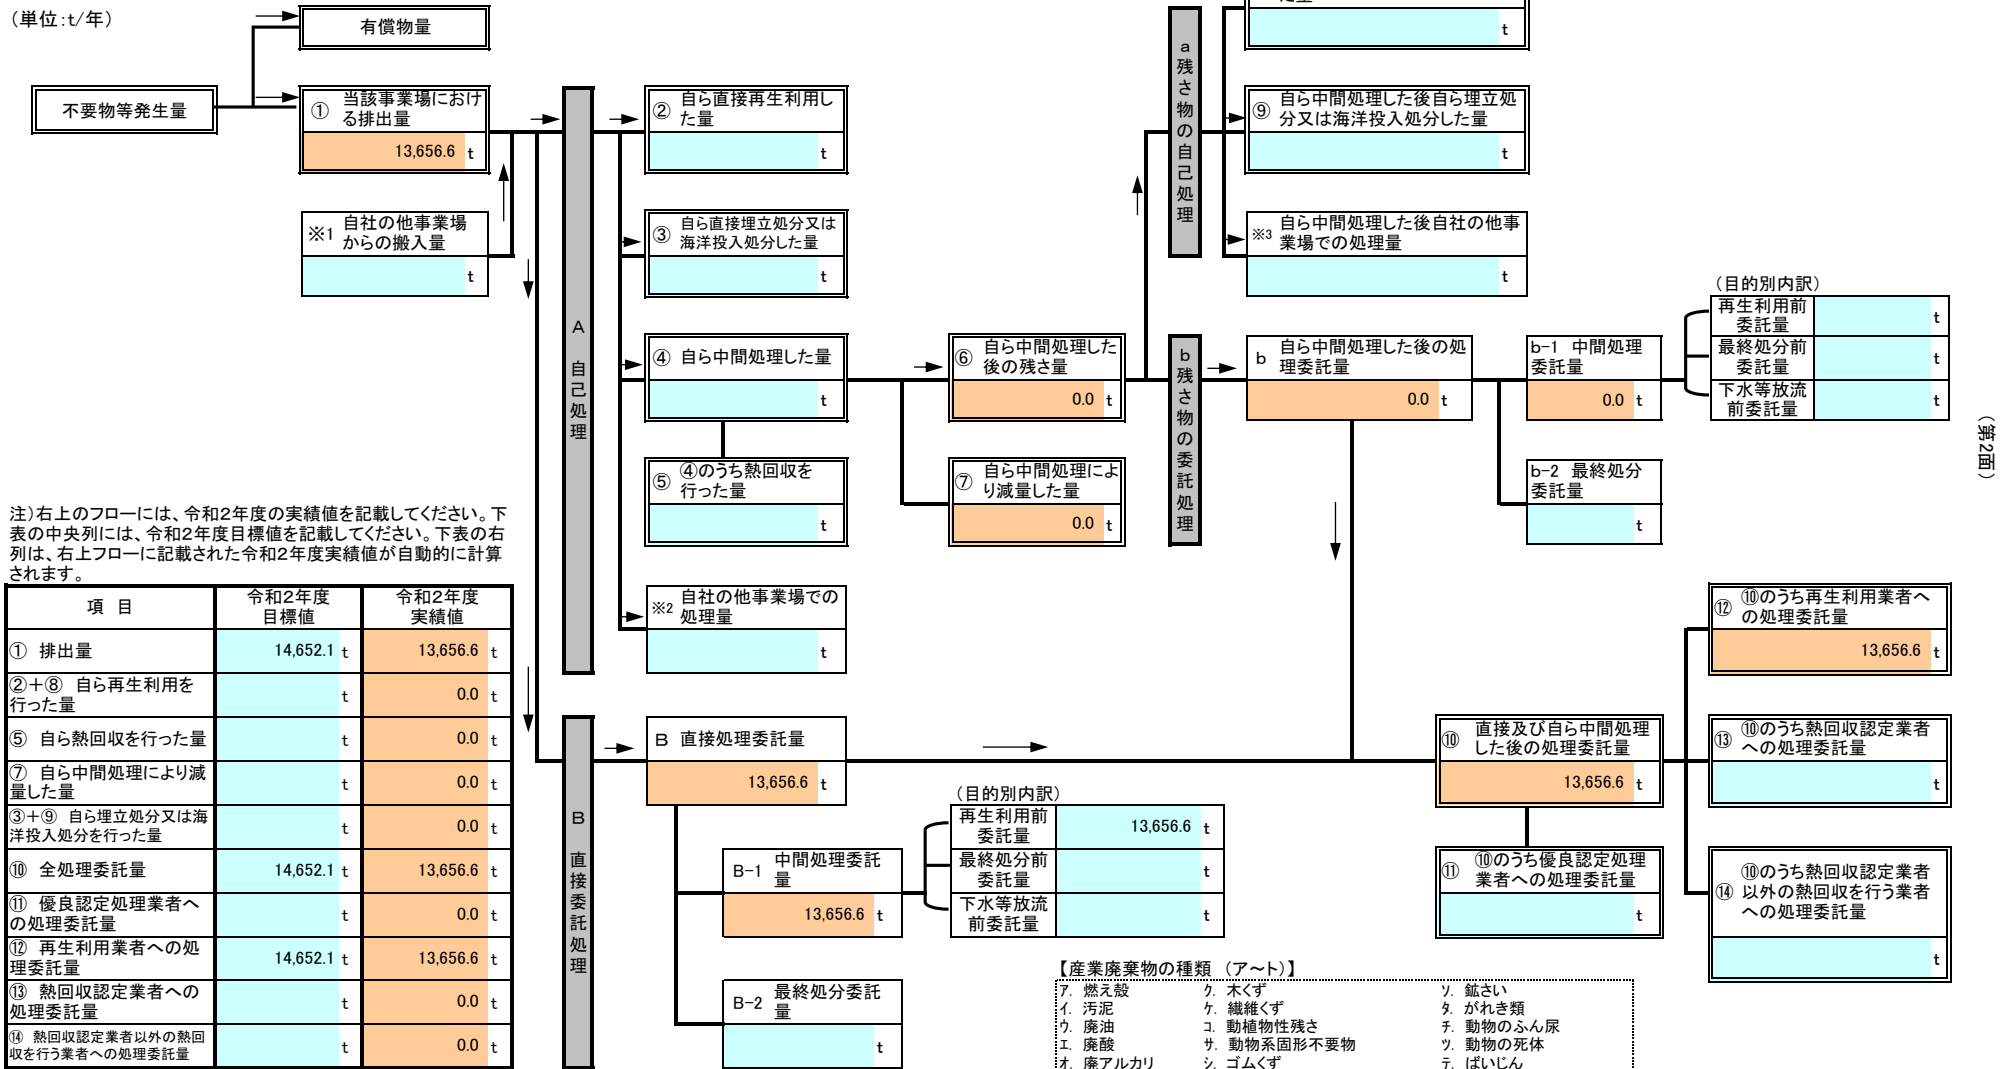 （単位：t/年）
有償物量
不要物等発生量
① 当該事業場におけ
る排出量
13,656.6 t
※1 自社の他事業場
からの搬入量
t
A 自己処理
② 自ら直接再生利用し
た量
t
③ 自ら直接埋立処分又は
海洋投入処分した量
t
④ 自ら中間処理した量
t
⑤ ④のうち熱回収を
行った量
t
※2 自社の他事業場での
処理量
t
⑥ 自ら中間処理した
後の残さ量
0.0 t
⑦ 自ら中間処理によ
り減量した量
0.0 t
a 残さ物の自己処理
t
⑨ 自ら中間処理した後自ら埋立処
分又は海洋投入処分した量
t
※3 自ら中間処理した後自社の他事
業場での処理量
t
b 残さ物の委託処理
b 自ら中間処理した後の処
理委託量
0.0 t
b-1 中間処理
委託量
0.0 t
b-2 最終処分
委託量
t
（目的別内訳）
再生利用前
委託量
t
最終処分前
委託量
t
下水等放流
前委託量
t
（第2面）
注）右上のフローには、令和2年度の実績値を記載してください。下
表の中央列には、令和2年度目標値を記載してください。下表の右
列は、右上フローに記載された令和2年度実績値が自動的に計算
されます。
項 目 令和2年度 令和2年度
目標値 実績値
① 排出量 14,652.1 t 13,656.6 t
②＋⑧ 自ら再生利用を
行った量 t 0.0 t
⑤ 自ら熱回収を行った量 t 0.0 t
⑦ 自ら中間処理により減
量した量 t 0.0 t
③＋⑨ 自ら埋立処分又は海
洋投入処分を行った量 t 0.0 t
⑩ 全処理委託量 14,652.1 t 13,656.6 t
⑪ 優良認定処理業者へ
の処理委託量 t 0.0 t
⑫ 再生利用業者への処
理委託量 14,652.1 t 13,656.6 t
⑬ 熱回収認定業者への
処理委託量 t 0.0 t
⑭ 熱回収認定業者以外の熱回
収を行う業者への処理委託量 t 0.0 t
B 直接委託処理
B 直接処理委託量
13,656.6 t
B-1 中間処理委託
量
13,656.6 t
B-2 最終処分委託
量
t
（目的別内訳）
再生利用前
委託量
13,656.6 t
最終処分前
委託量
t
下水等放流
前委託量
t
⑩ 直接及び自ら中間処理
した後の処理委託量
13,656.6 t
⑪ ⑩のうち優良認定処理
業者への処理委託量
t
⑫ ⑩のうち再生利用業者へ
の処理委託量
13,656.6 t
⑬ ⑩のうち熱回収認定業者
への処理委託量
t
⑭ ⑩のうち熱回収認定業者
以外の熱回収を行う業者
への処理委託量
t
【産業廃棄物の種類 （ア～ト）】
ｱ. 燃え殻 ｸ. 木くず ｿ. 鉱さい
ｲ. 汚泥 ｹ. 繊維くず ﾀ. がれき類
ｳ. 廃油 ｺ. 動植物性残さ ﾁ. 動物のふん尿
ｴ. 廃酸 ｻ. 動物系固形不要物 ﾂ. 動物の死体
ｵ. 廃アルカリ ｼ. ゴムくず ﾃ. ばいじん